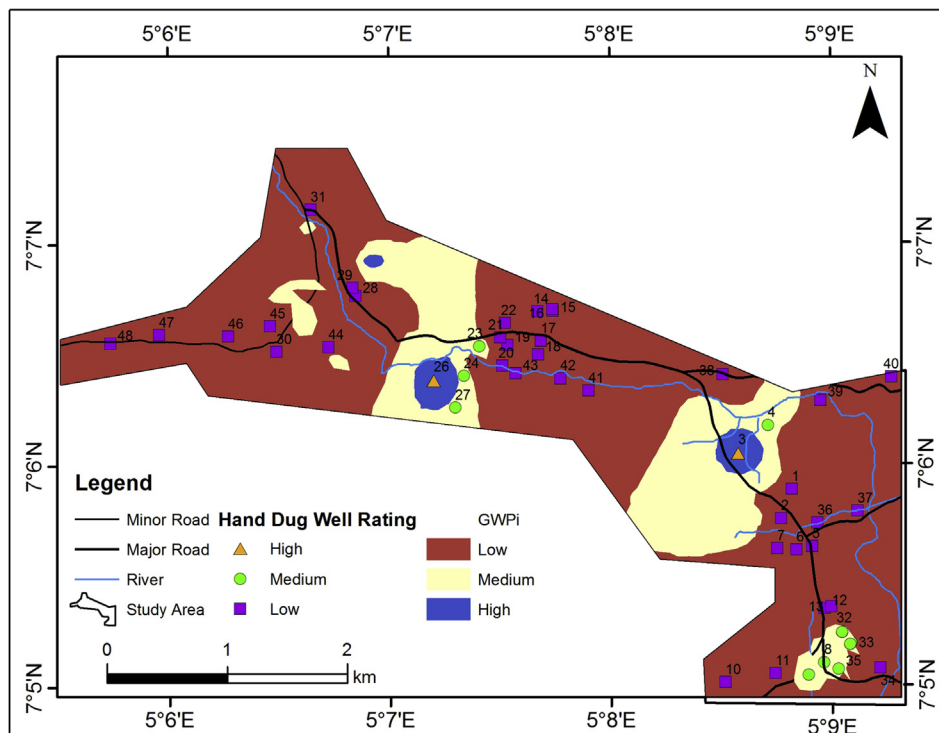 5°6'E 5°7'E 5°8'E 5°9'E
N
31
7°7'N 7°7'N
29
28
14
15
22
16
45
21
17
47
46
23
19
48
44
18
30
20
26
24
43
42
38
40
41
27
39
4
3
7°6'N 7°6'N
Legend
1
Minor Road
Hand Dug Well Rating
GWPi
37
2
36
Major Road
High
Low
7
6
5
River
Medium
Medium
Study Area
Low
High
12
13
32
0 1 2
km
33
8
35
11
10
34
7°5'N 7°5'N
5°6'E 5°7'E 5°8'E 5°9'E